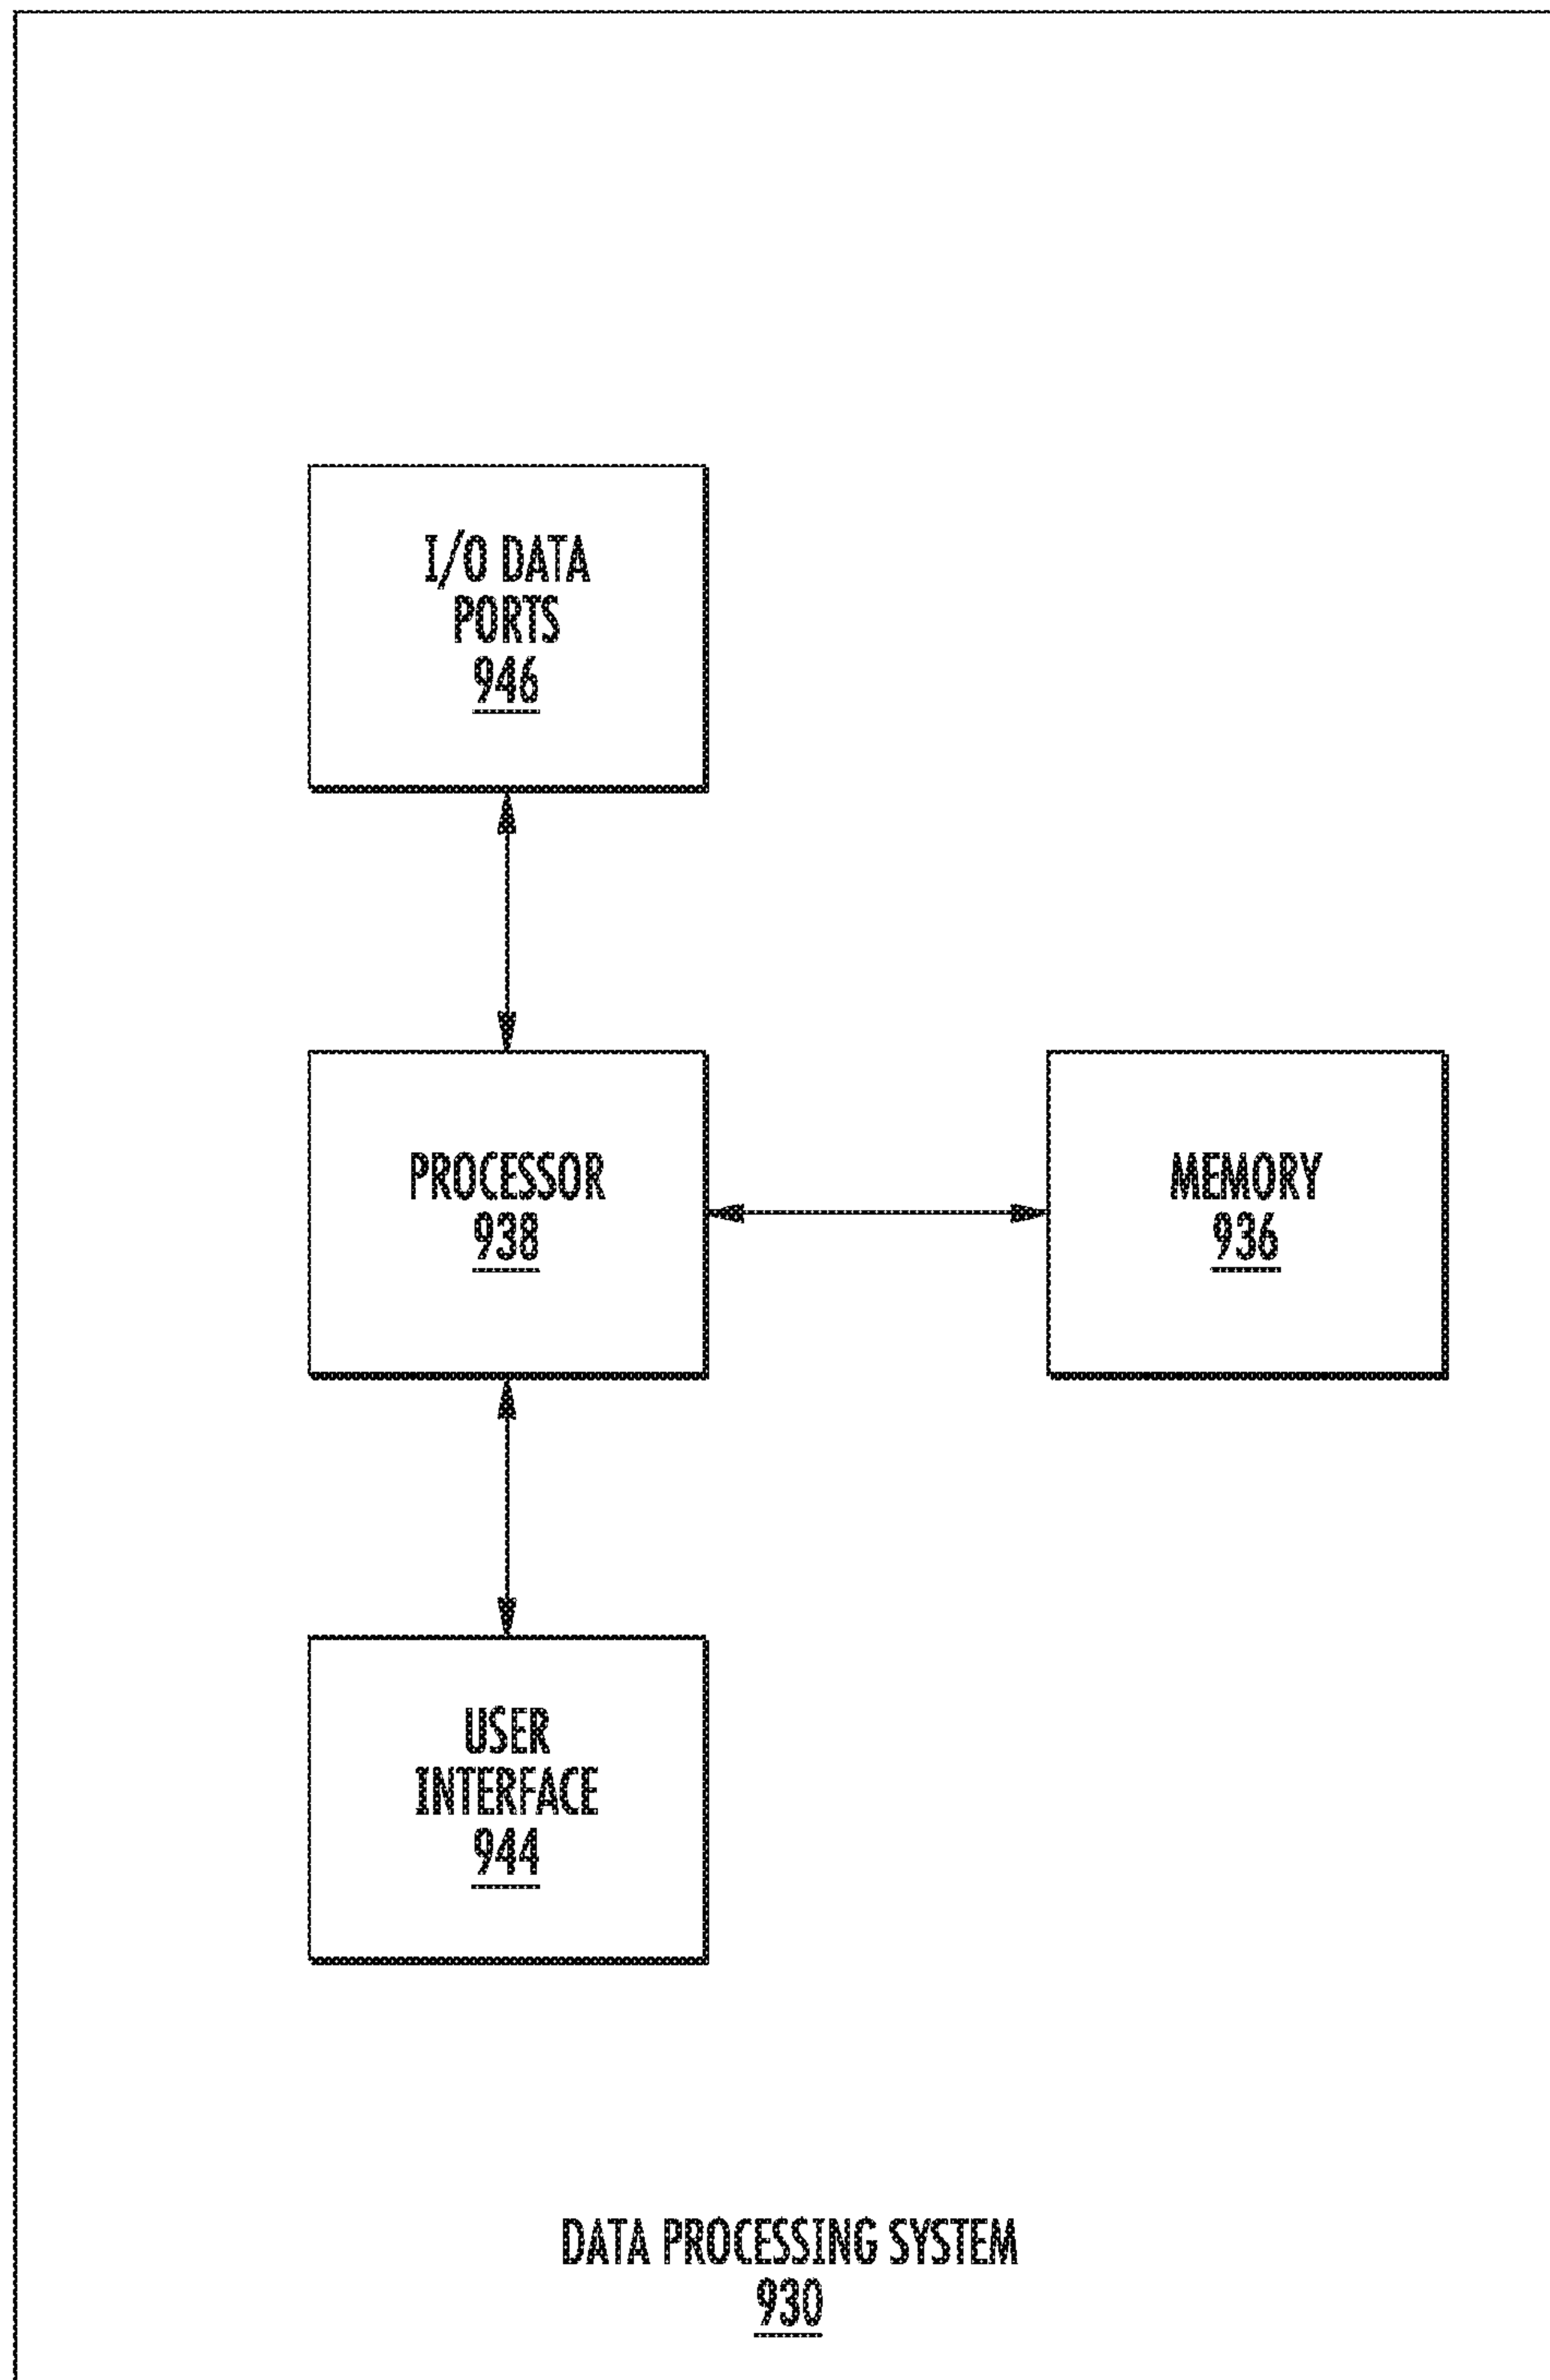 I/O DATA
PORTS
946
PROCESSOR
938
MEMORY
936
USER
INTERFACE
944
DATA PROCESSING SYSTEM
930